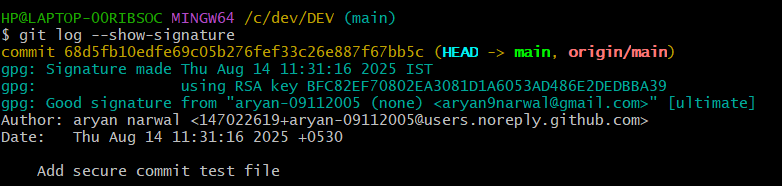 HP@LAPTOP-OORIBSOC MINGW64 /c/dev/DEV (main)
$ git log --show-signature
commit 68d5fb10edfe69c05b276fef33c26e887f67bb5c (HEAD -> main, origin/main)
gpg: Signature made Thu Aug 14 11:31:16 2025 IST
gpg:                using RSA key BFC82EF70802EA3081D1A6053AD486E2DEDBBA39
gpg: Good signature from "aryan-09112005 (none) <aryan9narwal@gmail.com>" [ultimate]
Author: aryan narwal <147022619+aryan-09112005@users.noreply.github.com>
Date:   Thu Aug 14 11:31:16 2025 +0530
    Add secure commit test file